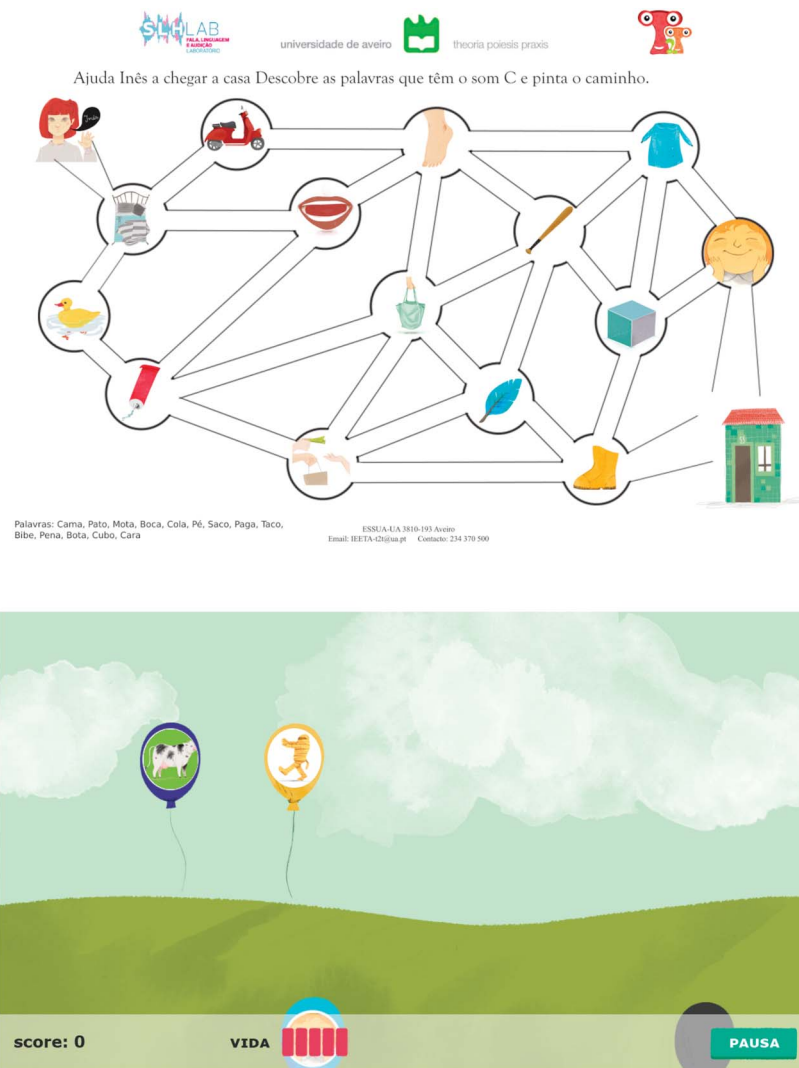 SLHLAB
FALA, LINGUAGEM
E AUDIÇÃO
LABORATÓRIO
universidade de aveiro
theoria poiesis praxis
Ajuda Inês a chegar a casa Descobre as palavras que têm o som C e pinta o caminho.
Inês
Palavras: Cama, Pato, Mota, Boca, Cola, Pé, Saco, Paga, Taco,
Bibe, Pena, Bota, Cubo, Cara
ESSUA-UA 3810-193 Aveiro
Email: IEETA-t2t@ua.pt Contacto: 234 370 500
score: 0
VIDA
PAUSA